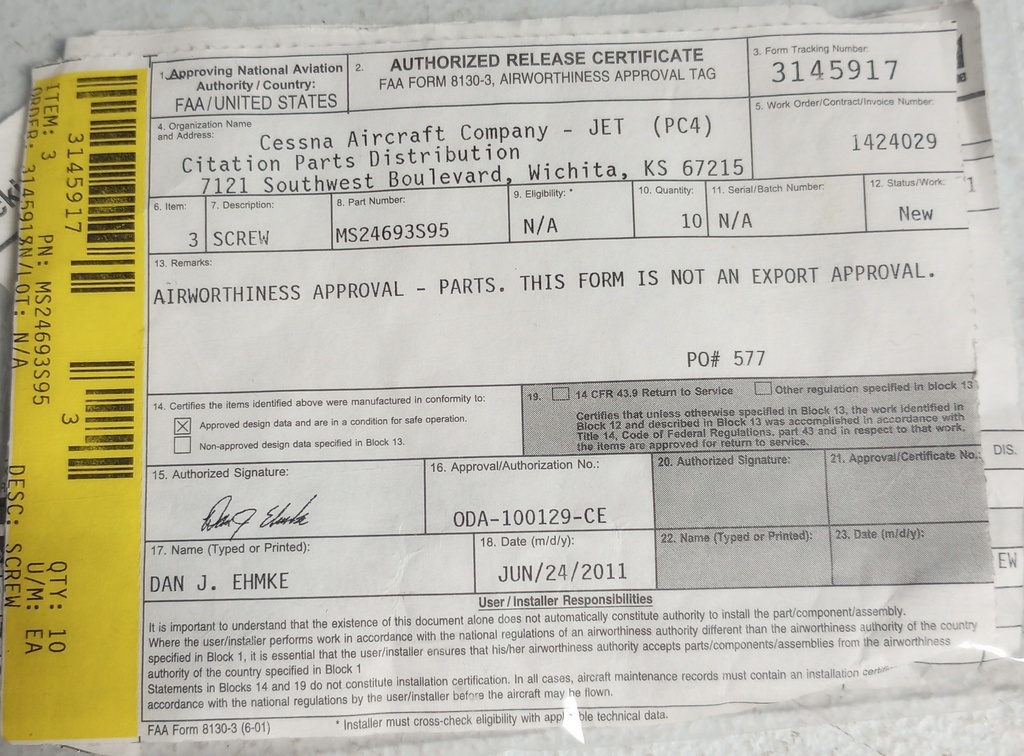 1. Approving National Aviation
Authority / Country:
FAA/UNITED STATES
2.
AUTHORIZED RELEASE CERTIFICATE
FAA FORM 8130-3, AIRWORTHINESS APPROVAL TAG
3. Form Tracking Number:
3145917
4. Organization Name
and Address:
Cessna Aircraft Company - JET (PC4)
Citation Parts Distribution
7121 Southwest Boulevard, Wichita, KS 67215
5. Work Order/Contract/Invoice Number:
1424029
6. Item:
3
7. Description:
SCREW
8. Part Number:
MS24693S95
9. Eligibility: *
N/A
10. Quantity:
10
11. Serial/Batch Number:
N/A
12. Status/Work:
New
13. Remarks:
AIRWORTHINESS APPROVAL - PARTS. THIS FORM IS NOT AN EXPORT APPROVAL.
PO# 577
14. Certifies the items identified above were manufactured in conformity to:
Approved design data and are in a condition for safe operation.
Non-approved design data specified in Block 13.
19. 14 CFR 43.9 Return to Service Other regulation specified in block 13
Certifies that unless otherwise specified in Block 13, the work identified in
Block 12 and described in Block 13 was accomplished in accordance with
Title 14, Code of Federal Regulations, part 43 and in respect to that work,
the items are approved for return to service.
15. Authorized Signature:
Dan J Ehmke
16. Approval/Authorization No.:
ODA-100129-CE
20. Authorized Signature:
21. Approval/Certificate No.:
17. Name (Typed or Printed):
DAN J. EHMKE
18. Date (m/d/y):
JUN/24/2011
22. Name (Typed or Printed):
23. Date (m/d/y):
User/Installer Responsibilities
It is important to understand that the existence of this document alone does not automatically constitute authority to install the part/component/assembly.
Where the user/installer performs work in accordance with the national regulations of an airworthiness authority different than the airworthiness authority of the country
specified in Block 1, it is essential that the user/installer ensures that his/her airworthiness authority accepts parts/components/assemblies from the airworthiness
authority of the country specified in Block 1
Statements in Blocks 14 and 19 do not constitute installation certification. In all cases, aircraft maintenance records must contain an installation
accordance with the national regulations by the user/installer before the aircraft may be flown.
FAA Form 8130-3 (6-01)
* Installer must cross-check eligibility with technical data.
3145917
3
ITEM: 3 PN: MS24693S95 QTY: 10
ORDER: 3145917 N/A DESC: SCREW U/M: EA
DIS.
EW
1